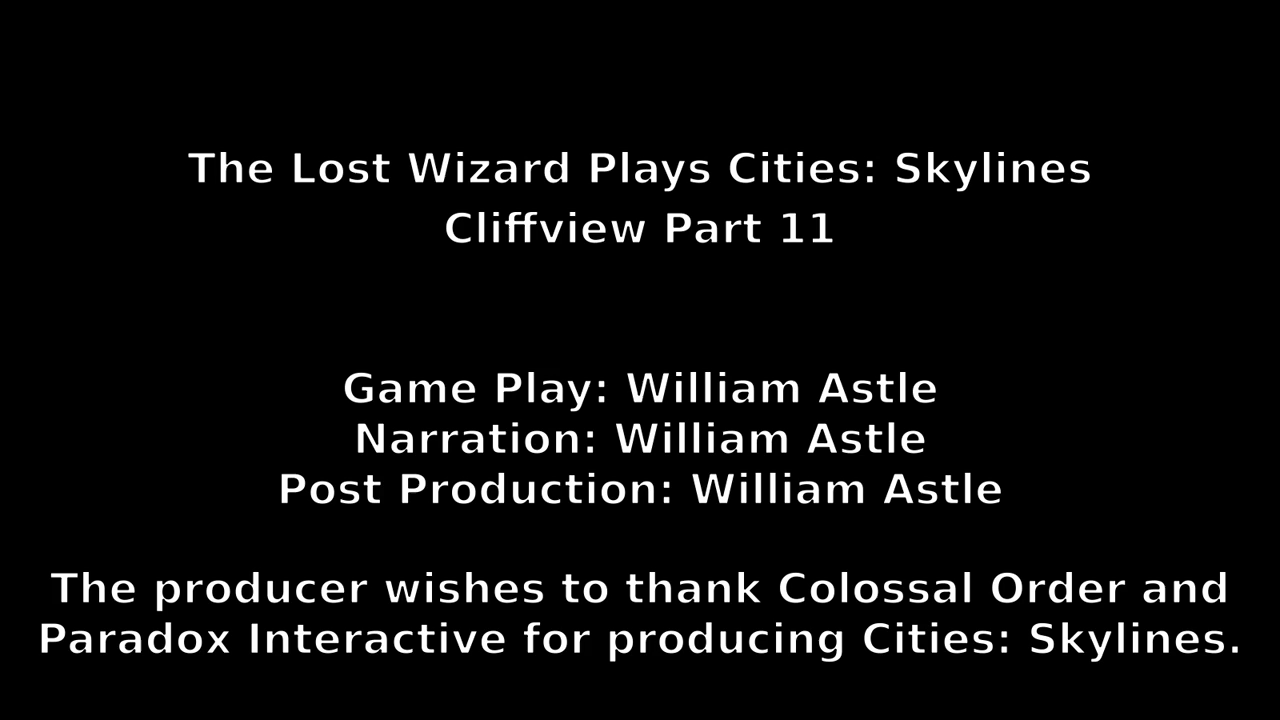 The Lost Wizard Plays Cities: Skylines
Cliffview Part 11
Game Play: William Astle
Narration: William Astle
Post Production: William Astle
The producer wishes to thank Colossal Order and
Paradox Interactive for producing Cities: Skylines.